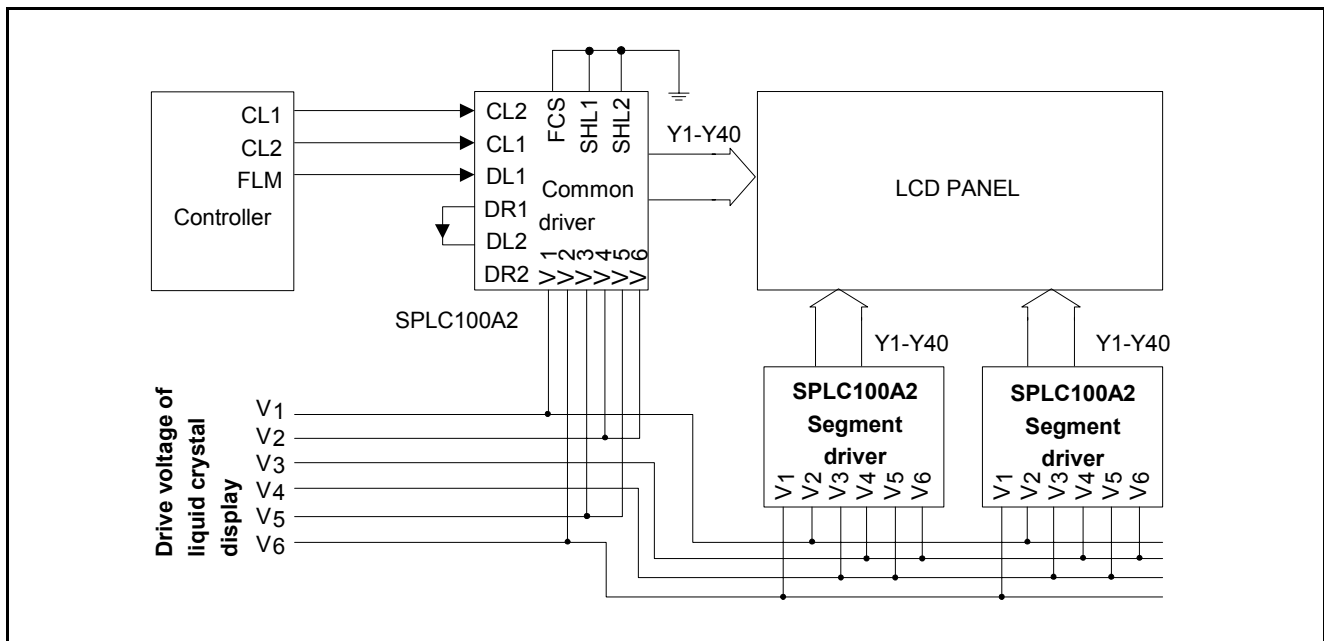 CL1
CL2
FLM
Controller
CL2
CL1
DL1
DR1
DL2
DR2
FCS
SHL1
SHL2
Common
driver
V1
V2
V3
V4
V5
V6
SPLC100A2
Y1-Y40
LCD PANEL
Y1-Y40
Y1-Y40
SPLC100A2
Segment
driver
V1
V2
V3
V4
V5
V6
SPLC100A2
Segment
driver
V1
V2
V3
V4
V5
V6
Drive voltage of
liquid crystal
display
V1
V2
V3
V4
V5
V6